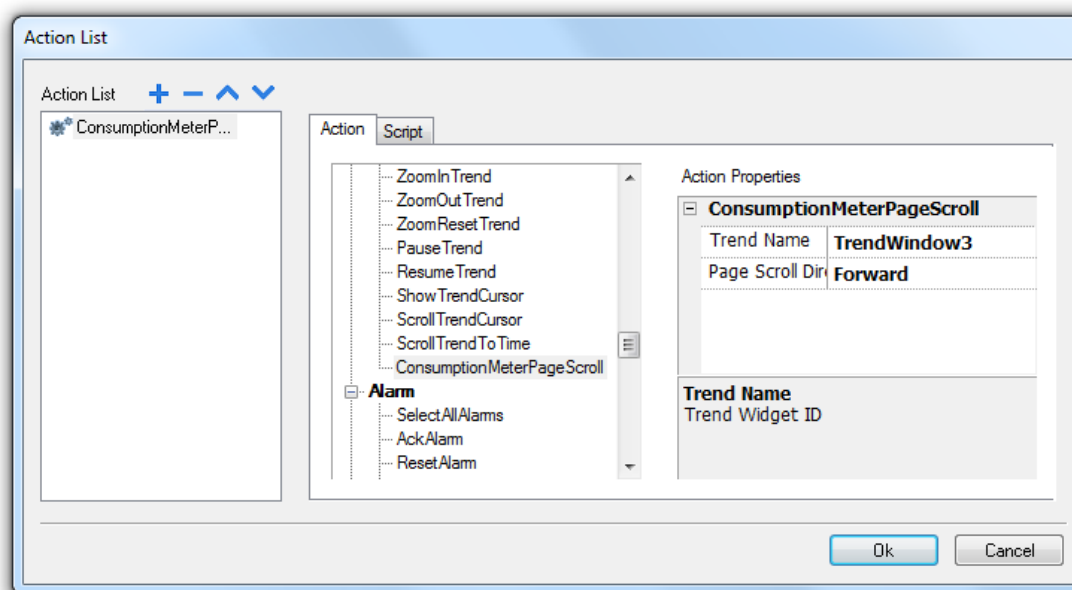 Action List
Action List
ConsumptionMeterP...
Action
Script
ZoomInTrend
ZoomOutTrend
ZoomResetTrend
PauseTrend
ResumeTrend
ShowTrendCursor
ScrollTrendCursor
ScrollTrendToTime
ConsumptionMeterPageScroll
Alarm
SelectAllAlarms
AckAlarm
ResetAlarm
Action Properties
ConsumptionMeterPageScroll
Trend Name TrendWindow3
Page Scroll Dire Forward
Trend Name
Trend Widget ID
Ok
Cancel